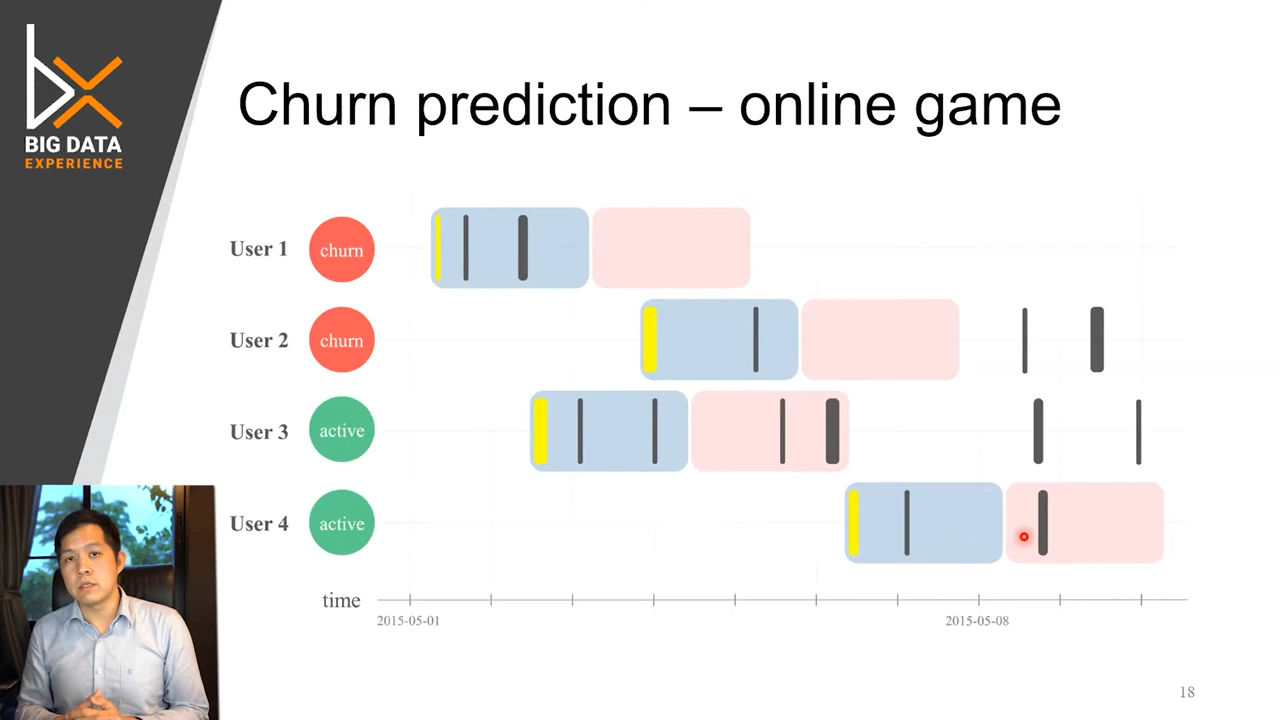 BIG DATA
EXPERIENCE
Churn prediction – online game
User 1 churn
User 2 churn
User 3 active
User 4 active
time
2015-05-01 2015-05-08
18